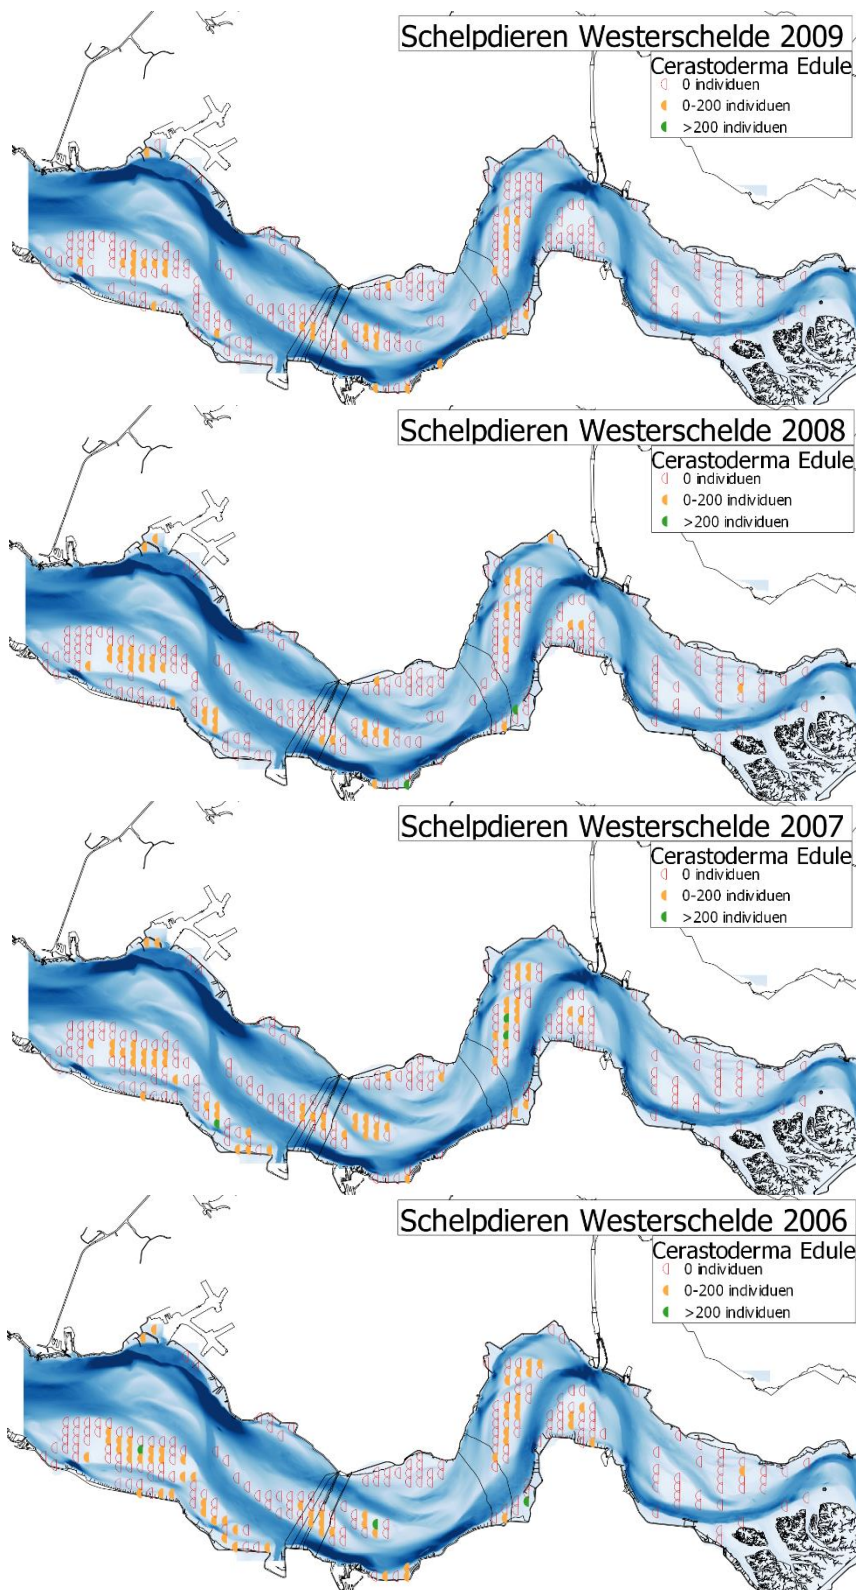 Schelpdieren Westerschelde 2009
Cerastoderma Edule
0 individuen
0-200 individuen
>200 individuen
Schelpdieren Westerschelde 2008
Cerastoderma Edule
0 individuen
0-200 individuen
>200 individuen
Schelpdieren Westerschelde 2007
Cerastoderma Edule
0 individuen
0-200 individuen
>200 individuen
Schelpdieren Westerschelde 2006
Cerastoderma Edule
0 individuen
0-200 individuen
>200 individuen